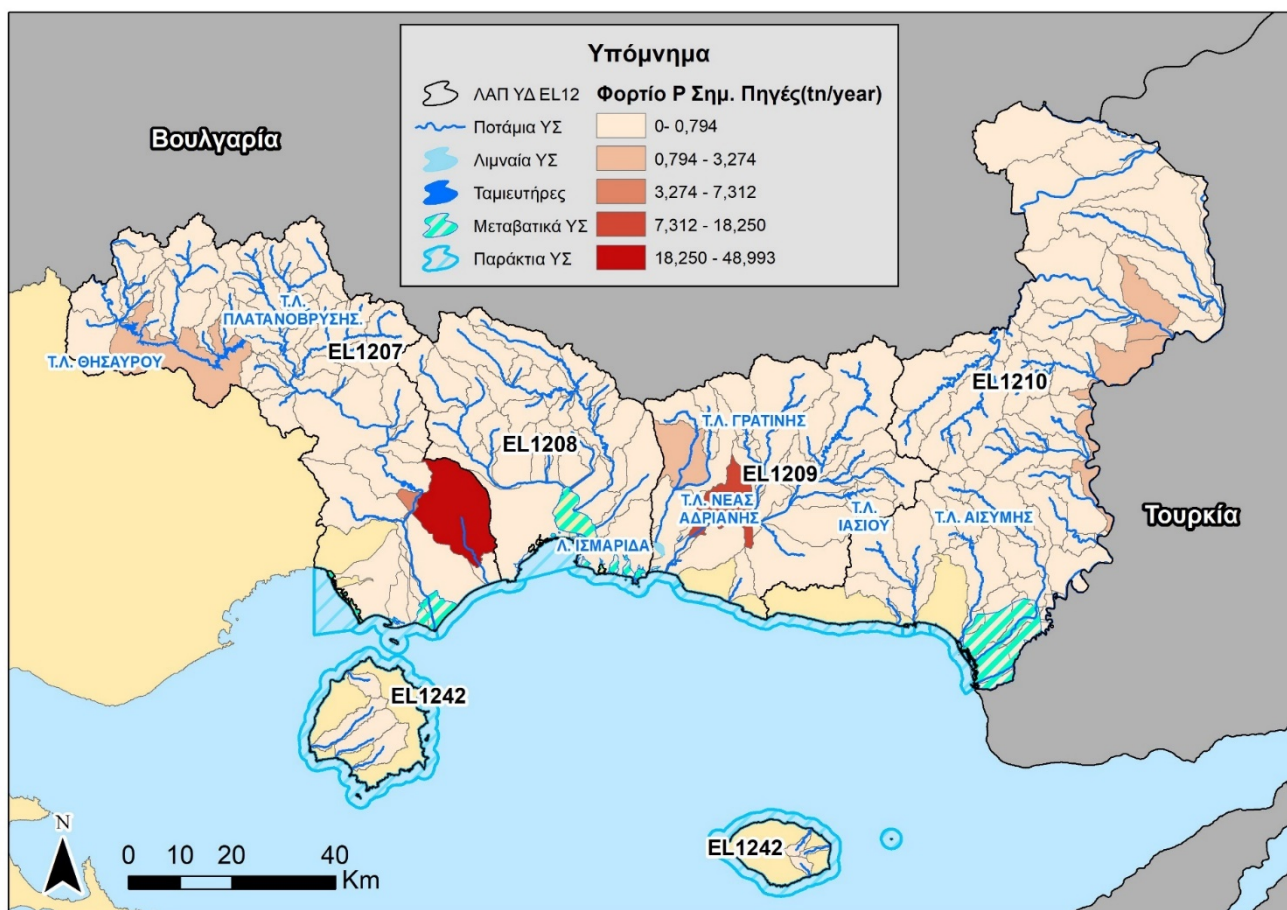 Υπόμνημα
ΛΑΠ ΥΔ EL12
Ποτάμια ΥΣ
Λιμναία ΥΣ
Ταμιευτήρες
Μεταβατικά ΥΣ
Παράκτια ΥΣ
Φορτίο P Σημ. Πηγές(tn/year)
0- 0,794
0,794 - 3,274
3,274 - 7,312
7,312 - 18,250
18,250 - 48,993
Βουλγαρία
Τ.Λ.
ΠΛΑΤΑΝΟΒΡΥΣΗΣ.
Τ.Λ. ΘΗΣΑΥΡΟΥ
EL1207
EL1208
Τ.Λ. ΓΡΑΤΙΝΗΣ
EL1209
EL1210
Τ.Λ. ΝΕΑΣ
ΑΔΡΙΑΝΗΣ
Τ.Λ.
ΙΑΣΙΟΥ
Τ.Λ. ΑΙΣΥΜΗΣ
Τουρκία
Λ. ΙΣΜΑΡΙΔΑ
EL1242
EL1242
N
0 10 20 40
Km